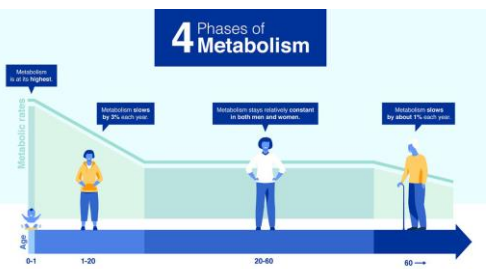 4 Phases of
Metabolism
Metabolism
is at its highest.
Metabolism slows
by 3% each year.
Metabolism stays relatively constant
in both men and women.
Metabolism slows
by about 1% each year.
Metabolic rates
Age
0-1
1-20
20-60
60